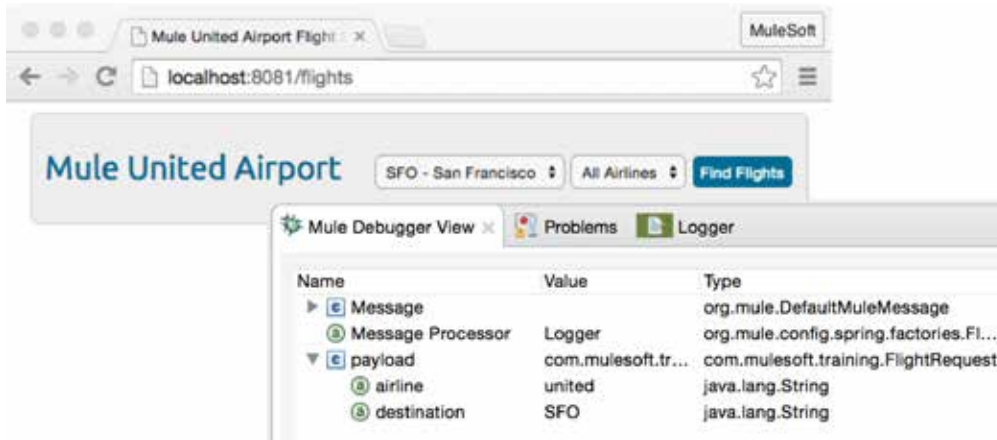 Mule United Airport Flight
MuleSoft
localhost:8081/flights
Mule United Airport
SFO - San Francisco
All Airlines
Find Flights
Mule Debugger View
Problems
Logger
Name Value Type
Message org.mule.DefaultMuleMessage
Message Processor Logger org.mule.config.spring.factories.Fl...
payload com.mulesoft.tr... com.mulesoft.training.FlightRequest
airline united java.lang.String
destination SFO java.lang.String